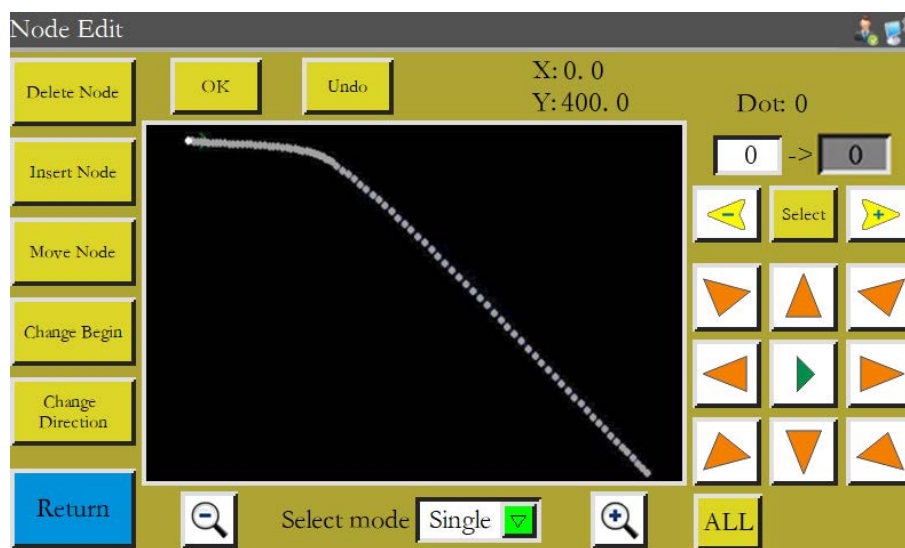 Node Edit
Delete Node
OK
Undo
X: 0. 0
Y: 400. 0
Dot: 0
0 -> 0
Insert Node
- Select +
Move Node
Change Begin
Change
Direction
Return
Select mode Single
ALL